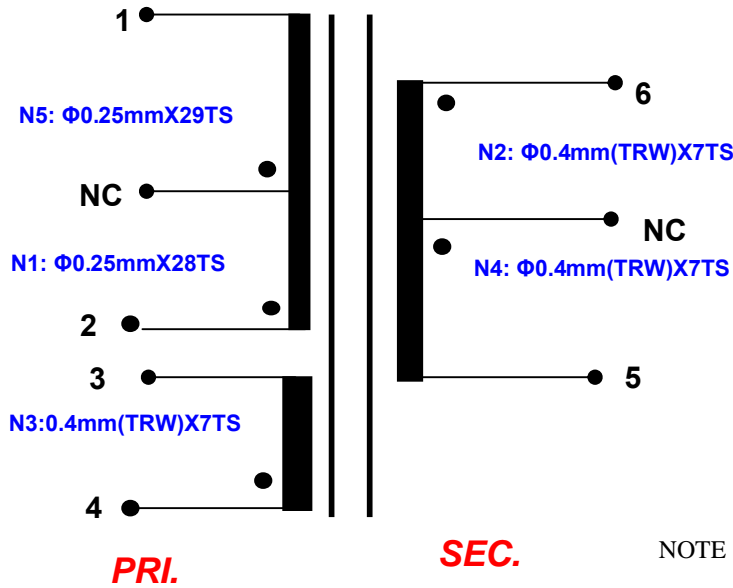 1
N5: Φ0.25mmX29TS
NC
N1: Φ0.25mmX28TS
2
3
N3:0.4mm(TRW)X7TS
4
PRI.
6
N2: Φ0.4mm(TRW)X7TS
NC
N4: Φ0.4mm(TRW)X7TS
5
SEC.
NOTE